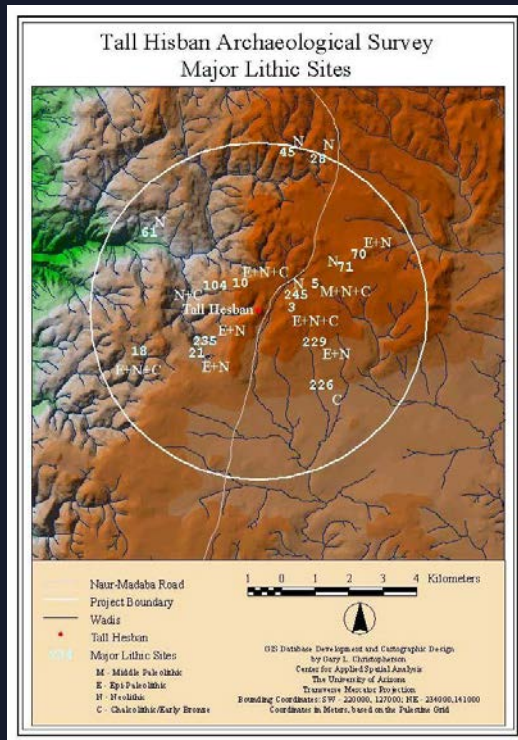 Tall Hisban Archaeological Survey
Major Lithic Sites
N
45
N
28
N
61
E+N
70
N
71
E+N+C
10
104
N+C
N
245
5
M+N+C
Tall Hesban
3
E+N+C
E+N
235
21
E+N
229
E+N
18
E+N+C
226
C
Naur-Madaba Road
Project Boundary
Wadis
Tall Hesban
Major Lithic Sites
M - Middle Paleolithic
E - Epi Paleolithic
N - Neolithic
C - Chalcolithic/Early Bronze
1 0 1 2 3 4 Kilometers
GIS Database Development and Cartographic Design
by Gary L. Christopherson
Center for Applied Spatial Analysis
The University of Arizona
Transverse Mercator Projection
Bounding Coordinates: SW - 220000, 127000; NE - 234000,141000
Coordinates in Meters, based on the Palestine Grid